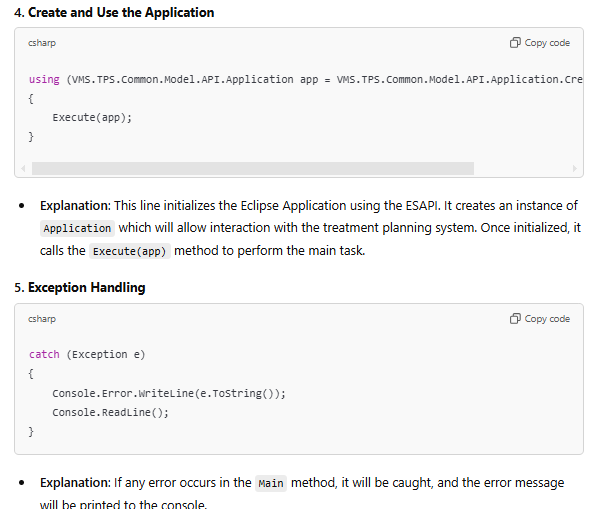 4. Create and Use the Application
csharp
Copy code
using (VMS.TPS.Common.Model.API.Application app = VMS.TPS.Common.Model.API.Application.Cre
{
Execute(app);
}
• Explanation: This line initializes the Eclipse Application using the ESAPI. It creates an instance of
Application which will allow interaction with the treatment planning system. Once initialized, it
calls the Execute(app) method to perform the main task.
5. Exception Handling
csharp
Copy code
catch (Exception e)
{
Console.Error.WriteLine(e.ToString());
Console.ReadLine();
}
• Explanation: If any error occurs in the Main method, it will be caught, and the error message
will be printed to the console.